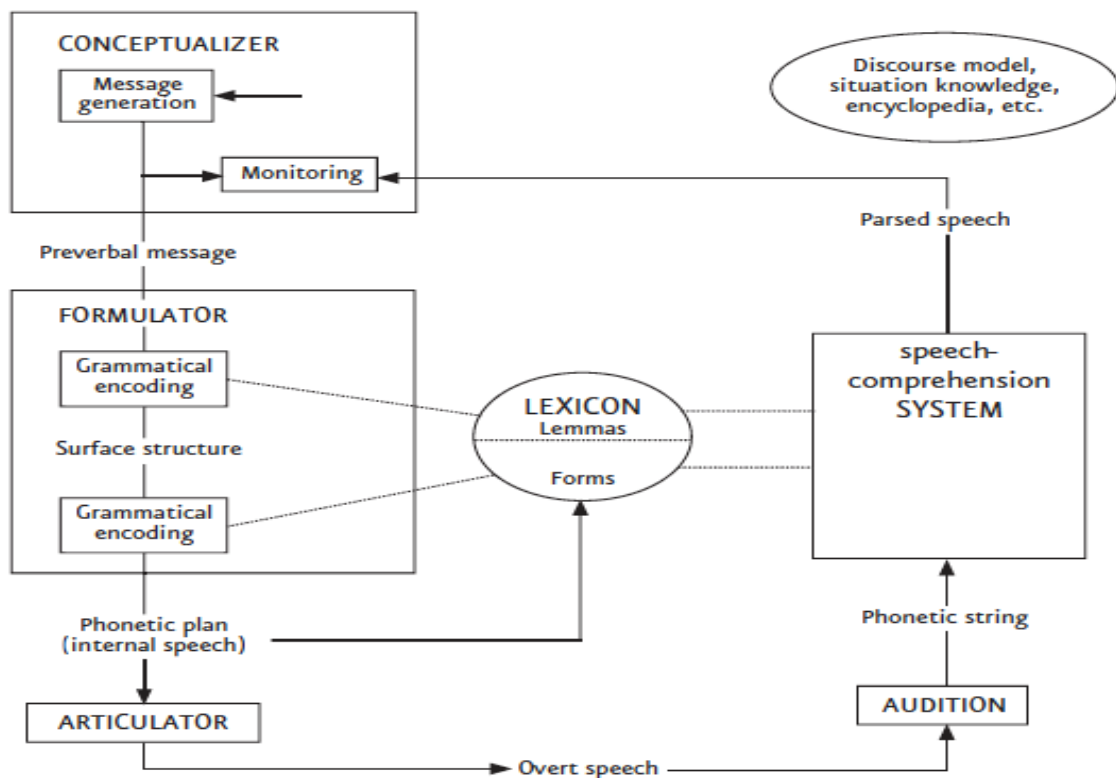 CONCEPTUALIZER
Message
generation
Monitoring
Discourse model,
situation knowledge,
encyclopedia, etc.
Parsed speech
Preverbal message
FORMULATOR
Grammatical
encoding
Surface structure
Grammatical
encoding
LEXICON
Lemmas
Forms
speech-
comprehension
SYSTEM
Phonetic plan
(internal speech)
Phonetic string
ARTICULATOR
AUDITION
Overt speech